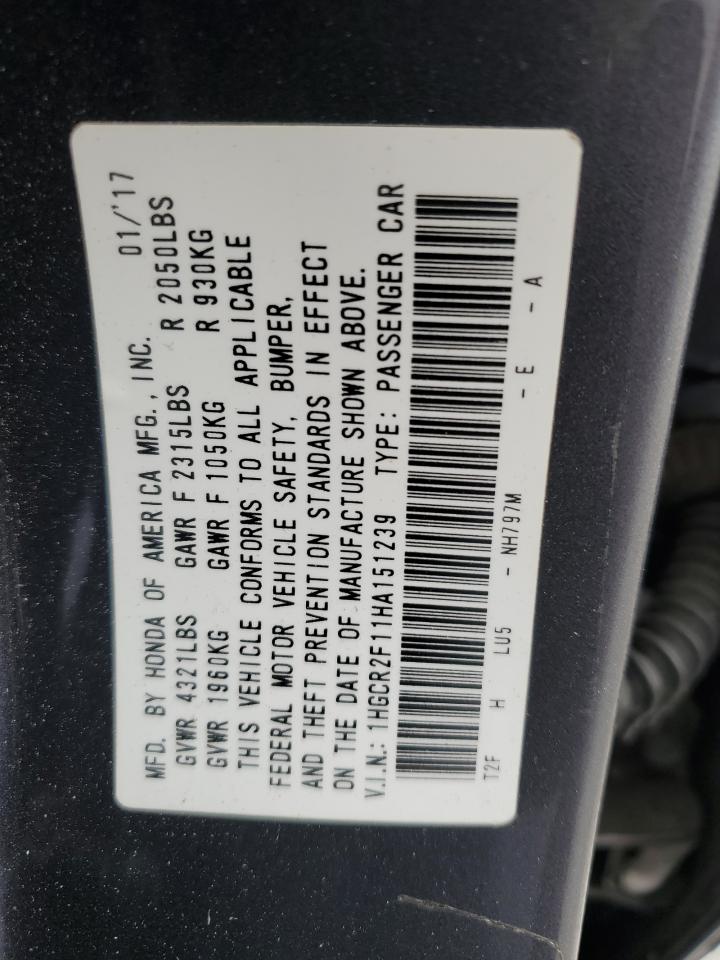 MFD. BY HONDA OF AMERICA MFG., INC. 01/'17
GVWR 4321LBS GAWR F 2315LBS R 2050LBS
GVWR 1960KG GAWR F 1050KG R 930KG
THIS VEHICLE CONFORMS TO ALL APPLICABLE
FEDERAL MOTOR VEHICLE SAFETY, BUMPER,
AND THEFT PREVENTION STANDARDS IN EFFECT
ON THE DATE OF MANUFACTURE SHOWN ABOVE.
V.I.N.: 1HGCR2F11HA151239 TYPE: PASSENGER CAR
T2F H LU5 - NH797M - E - A